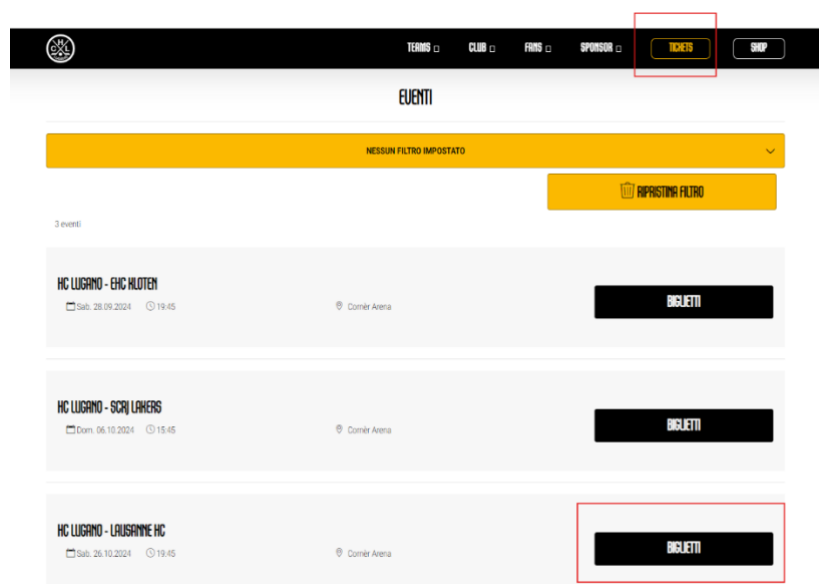 HCL
TEAMS CLUB FANS SPONSOR TICKETS SHOP
EVENTI
NESSUN FILTRO IMPOSTATO
RIPRISTINA FILTRO
3 eventi
HC LUGANO - EHC KLOTEN
Sab. 28.09.2024 19:45 Cornèr Arena
BIGLIETTI
HC LUGANO - SCRJ LAKERS
Dom. 06.10.2024 15:45 Cornèr Arena
BIGLIETTI
HC LUGANO - LAUSANNE HC
Sab. 26.10.2024 19:45 Cornèr Arena
BIGLIETTI